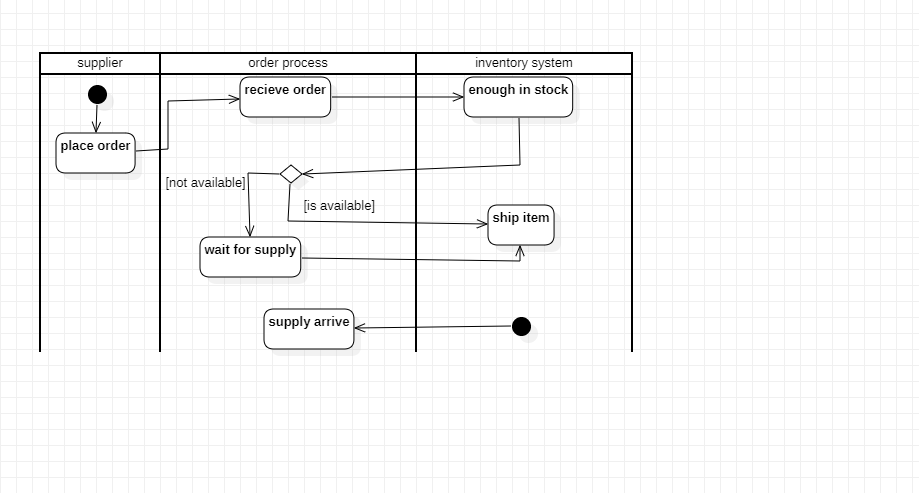 supplier
order process
inventory system
recieve order
enough in stock
place order
[not available]
[is available]
ship item
wait for supply
supply arrive